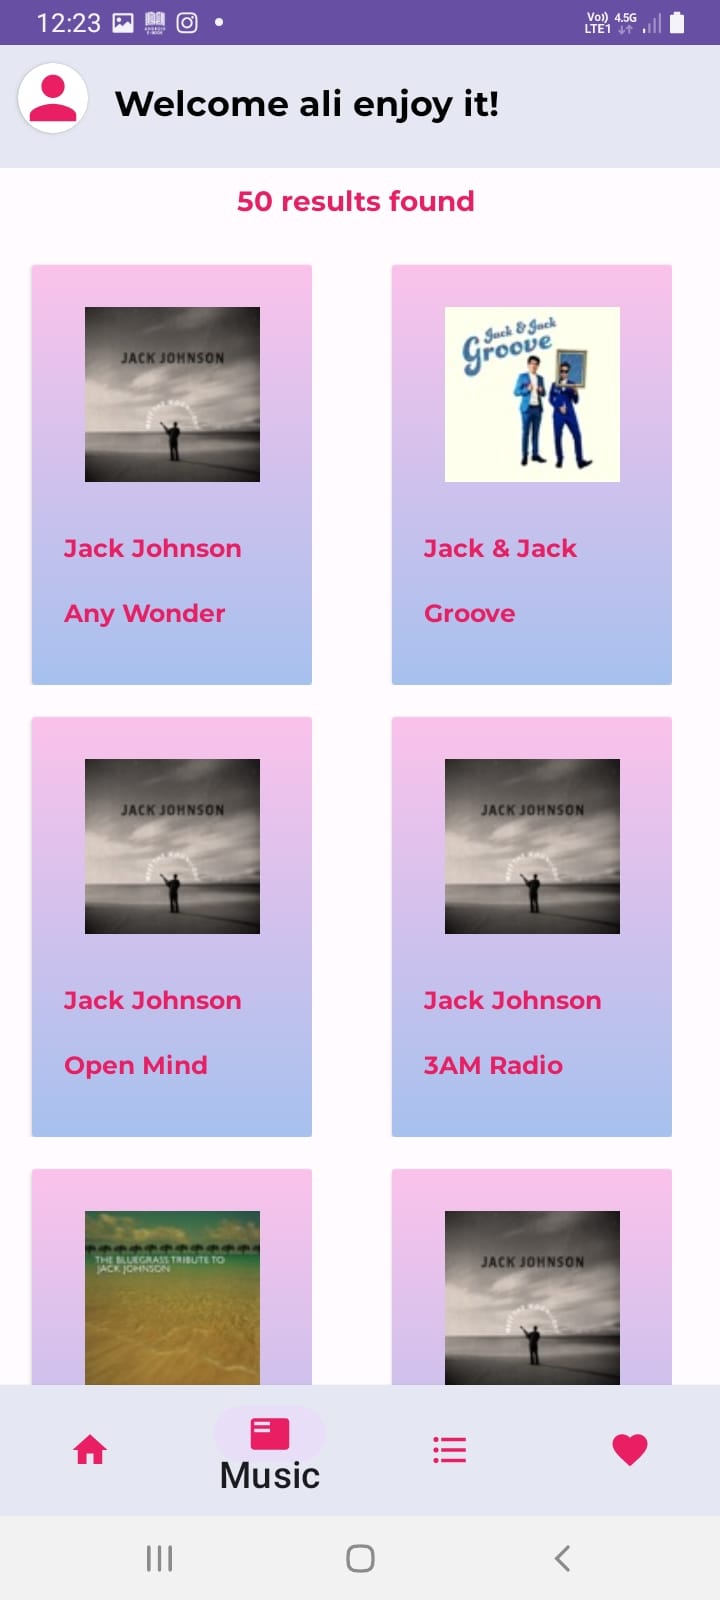 12:23
Vo) 4.5G
LTE1
Welcome ali enjoy it!
50 results found
JACK JOHNSON
Jack & Jack
Groove
Jack Johnson
Any Wonder
Jack & Jack
Groove
JACK JOHNSON
JACK JOHNSON
Jack Johnson
Open Mind
Jack Johnson
3AM Radio
THE BLUEGRASS TRIBUTE TO
JACK JOHNSON
JACK JOHNSON
Music